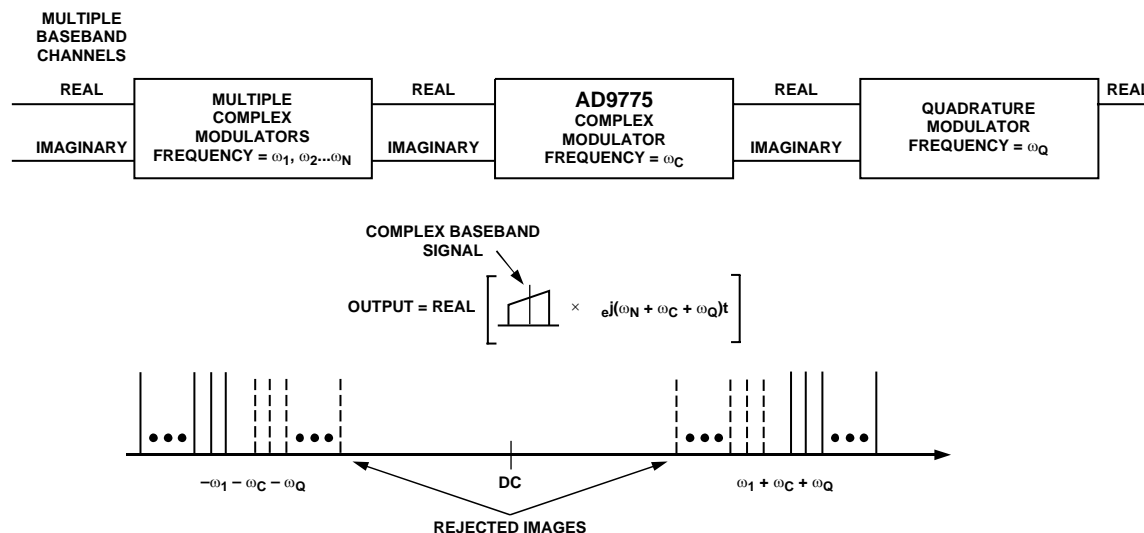 MULTIPLE
BASEBAND
CHANNELS
REAL
IMAGINARY
MULTIPLE
COMPLEX
MODULATORS
FREQUENCY = ω1, ω2...ωN
REAL
IMAGINARY
AD9775
COMPLEX
MODULATOR
FREQUENCY = ωC
REAL
IMAGINARY
QUADRATURE
MODULATOR
FREQUENCY = ωQ
REAL
COMPLEX BASEBAND
SIGNAL
OUTPUT = REAL [ × ej(ωN + ωC + ωQ)t ]
–ω1 – ωC – ωQ
DC
ω1 + ωC + ωQ
REJECTED IMAGES